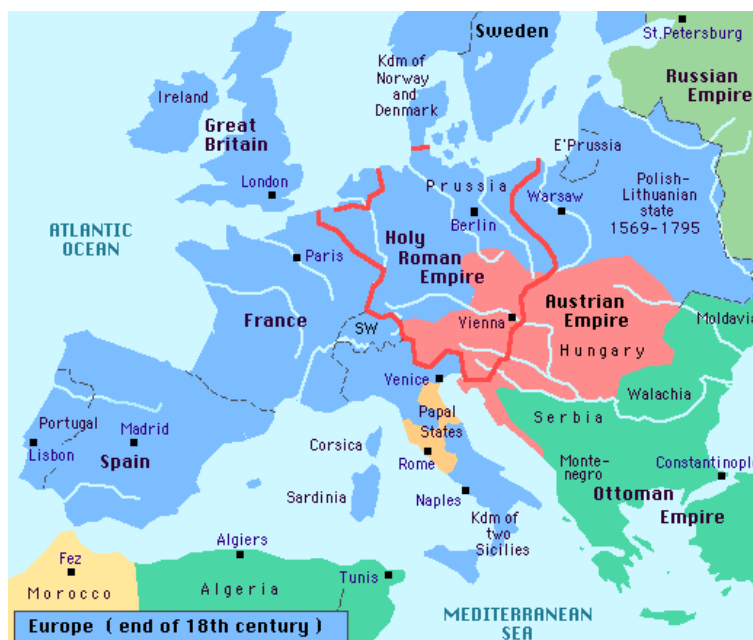 Sweden
St.Petersburg
Kdm of
Norway
and
Denmark
Russian
Empire
Ireland
Great
Britain
E'Prussia
London
Prussia
Polish-
Lithuanian
state
1569-1795
Warsaw
Berlin
ATLANTIC
OCEAN
Holy
Roman
Empire
Paris
Austrian
Empire
France
SW
Vienna
Moldavia
Hungary
Venice
Walachia
Portugal
Madrid
Papal
States
Serbia
Lisbon
Spain
Corsica
Rome
Monte-
negro
Constantinople
Sardinia
Naples
Ottoman
Empire
Kdm of
two
Sicilies
Fez
Algiers
Morocco
Algeria
Tunis
MEDITERRANEAN
SEA
Europe ( end of 18th century )